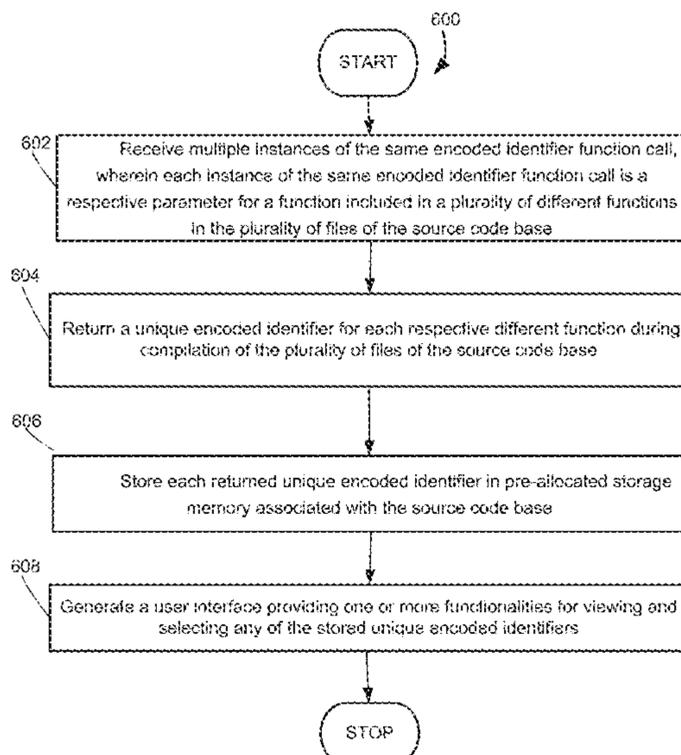 600
START
602
Receive multiple instances of the same encoded identifier function call,
wherein each instance of the same encoded identifier function call is a
respective parameter for a function included in a plurality of different functions
in the plurality of files of the source code base
604
Return a unique encoded identifier for each respective different function during
compilation of the plurality of files of the source code base
606
Store each returned unique encoded identifier in pre-allocated storage
memory associated with the source code base
608
Generate a user interface providing one or more functionalities for viewing and
selecting any of the stored unique encoded identifiers
STOP